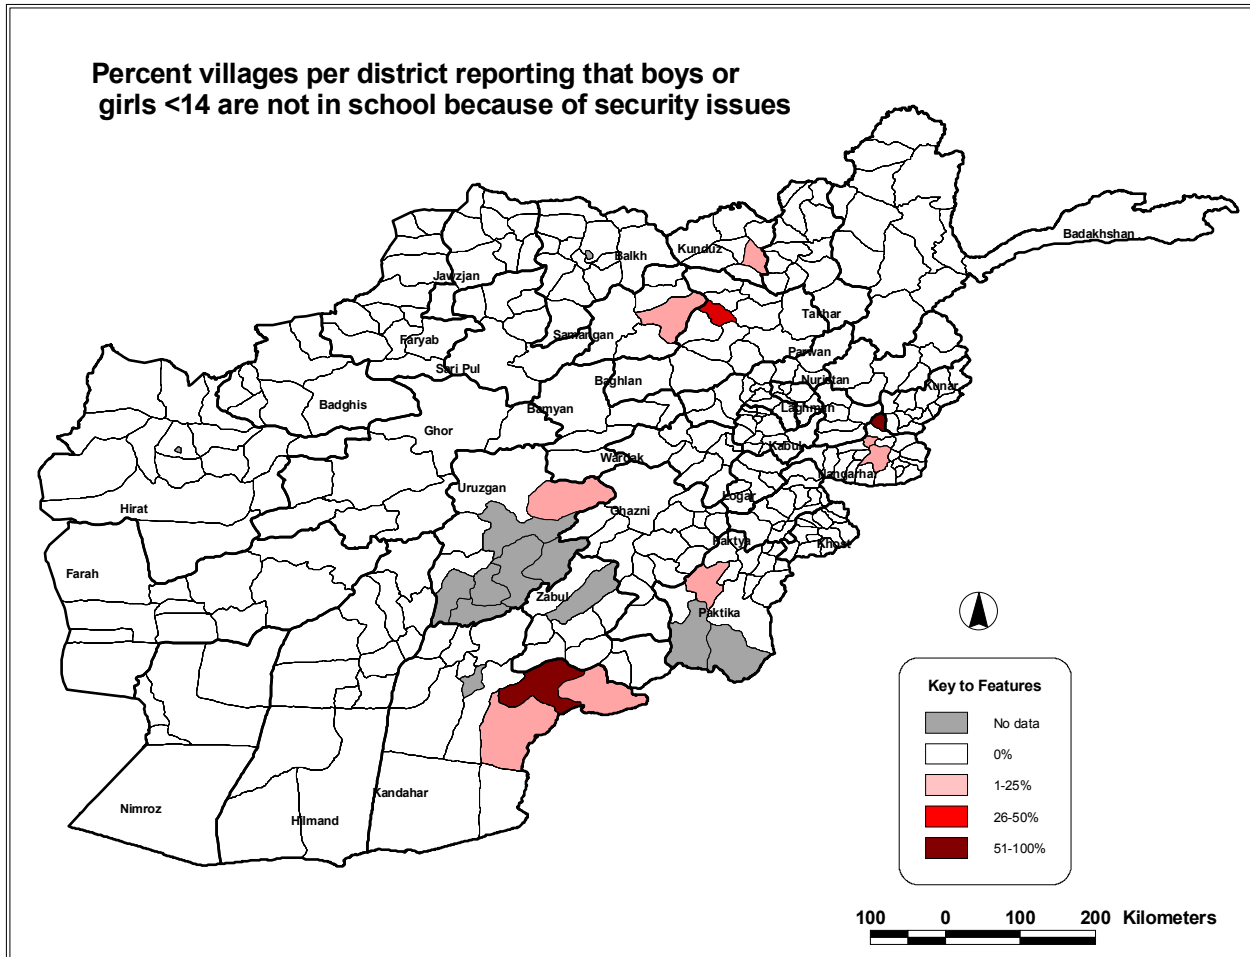 Percent villages per district reporting that boys or
girls <14 are not in school because of security issues
Badakhshan
Kunduz
Balkh
Jawzjan
Takhar
Samangan
Faryab
Parwan
Sari Pul
Baghlan
Nuristan
Kunar
Badghis
Bamyan
Laghman
Ghor
Kabul
Wardak
Nangarhar
Uruzgan
Logar
Hirat
Ghazni
Paktya
Khost
Farah
Zabul
Paktika
Nimroz
Hilmand
Kandahar
Key to Features
No data
0%
1-25%
26-50%
51-100%
100 0 100 200 Kilometers